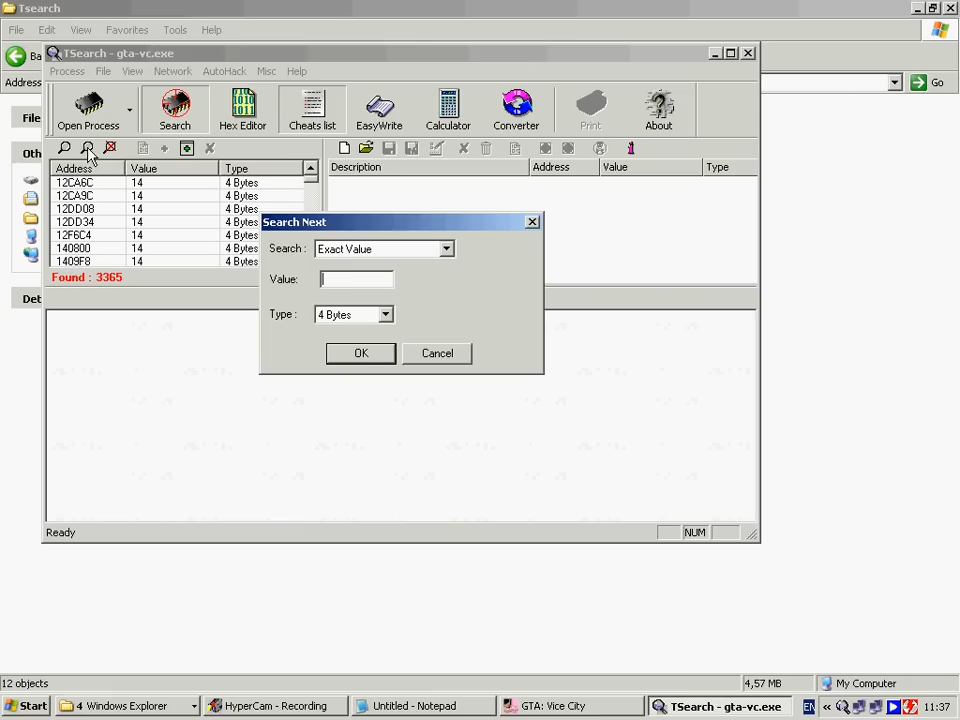 Tsearch
File Edit View Favorites Tools Help
Ba
Address
Go
TSearch - gta-vc.exe
Process File View Network AutoHack Misc Help
Open Process Search Hex Editor Cheats list EasyWrite Calculator Converter Print About
Address Value Type
12CA6C 14 4 Bytes
12CA9C 14 4 Bytes
12DD08 14 4 Bytes
12DD34 14 4 Bytes
12F6C4 14 4 Bytes
140800 14 4 Bytes
1409F8 14 4 Bytes
Found : 3365
Description Address Value Type
Search Next
Search : Exact Value
Value:
Type : 4 Bytes
OK Cancel
File
Oth
Det
Ready
NUM
12 objects
4,57 MB
My Computer
Start
4 Windows Explorer
HyperCam - Recording
Untitled - Notepad
GTA: Vice City
TSearch - gta-vc.exe
EN
11:37